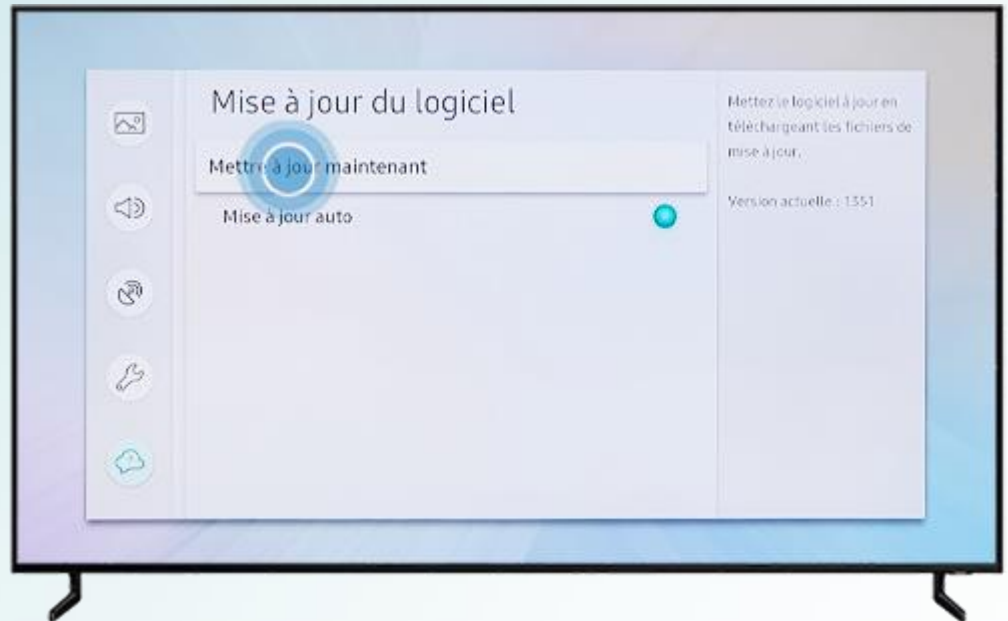 Mise à jour du logiciel
Mettre à jour maintenant
Mise à jour auto
Mettez le logiciel à jour en
téléchargeant les fichiers de
mise à jour.
Version actuelle : 1351